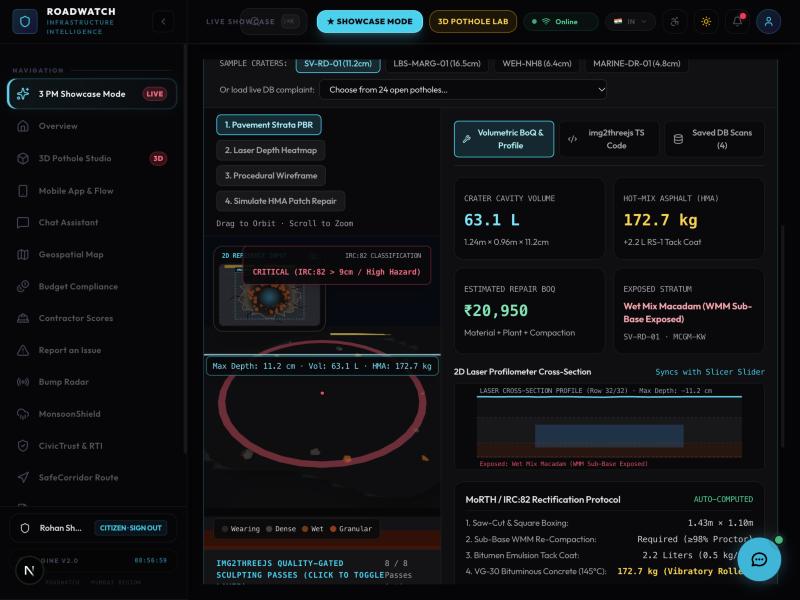 ROADWATCH
INFRASTRUCTURE
INTELLIGENCE
LIVE SHOWCASE
⌘K
★ SHOWCASE MODE
3D POTHOLE LAB
Online
IN
NAVIGATION
3 PM Showcase Mode
LIVE
Overview
3D Pothole Studio
3D
Mobile App & Flow
Chat Assistant
Geospatial Map
Budget Compliance
Contractor Scores
Report an Issue
Bump Radar
MonsoonShield
CivicTrust & RTI
SafeCorridor Route
Rohan Sh...
CITIZEN·SIGN OUT
GINE V2.0
08:56:59
ROADWATCH · MUMBAI REGION
N
SAMPLE CRATERS:
SV-RD-01 (11.2cm)
LBS-MARG-01 (16.5cm)
WEH-NH8 (6.4cm)
MARINE-DR-01 (4.8cm)
Or load live DB complaint:
Choose from 24 open potholes...
1. Pavement Strata PBR
2. Laser Depth Heatmap
3. Procedural Wireframe
4. Simulate HMA Patch Repair
Drag to Orbit · Scroll to Zoom
2D REF
IRC:82 CLASSIFICATION
CRITICAL (IRC:82 > 9cm / High Hazard)
Max Depth: 11.2 cm · Vol: 63.1 L · HMA: 172.7 kg
Wearing
Dense
Wet
Granular
IMG2THREEJS QUALITY-GATED
SCULPTING PASSES (CLICK TO TOGGLE
8 / 8
Passes
Volumetric BoQ &
Profile
img2threejs TS
Code
Saved DB Scans
(4)
CRATER CAVITY VOLUME
63.1 L
1.24m × 0.96m × 11.2cm
HOT-MIX ASPHALT (HMA)
172.7 kg
+2.2 L RS-1 Tack Coat
ESTIMATED REPAIR BOQ
₹20,950
Material + Plant + Compaction
EXPOSED STRATUM
Wet Mix Macadam (WMM Sub-
Base Exposed)
SV-RD-01 · MCGM-KW
2D Laser Profilometer Cross-Section
Syncs with Slicer Slider
LASER CROSS-SECTION PROFILE (Row 32/32) · Max Depth: -11.2 cm
Exposed: Wet Mix Macadam (WMM Sub-Base Exposed)
MoRTH / IRC:82 Rectification Protocol
AUTO-COMPUTED
1. Saw-Cut & Square Boxing:
1.43m × 1.10m
2. Sub-Base WMM Re-Compaction:
Required (≥98% Proctor)
3. Bitumen Emulsion Tack Coat:
2.2 Liters (0.5 kg/
4. VG-30 Bituminous Concrete (145°C):
172.7 kg (Vibratory Rolle